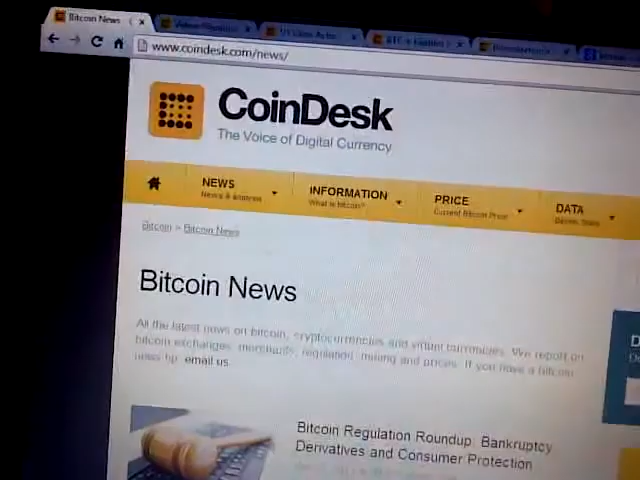 Bitcoin News
www.coindesk.com/news/
CoinDesk
The Voice of Digital Currency
NEWS
News & Analysis
INFORMATION
What is bitcoin?
PRICE
Current Bitcoin Price
DATA
Bitcoin > Bitcoin News
Bitcoin News
All the latest news on bitcoin, cryptocurrencies and virtual currencies. We report on
bitcoin exchanges, merchants, regulation, mining and prices. If you have a bitcoin
news tip, email us.
Bitcoin Regulation Roundup: Bankruptcy
Derivatives and Consumer Protection